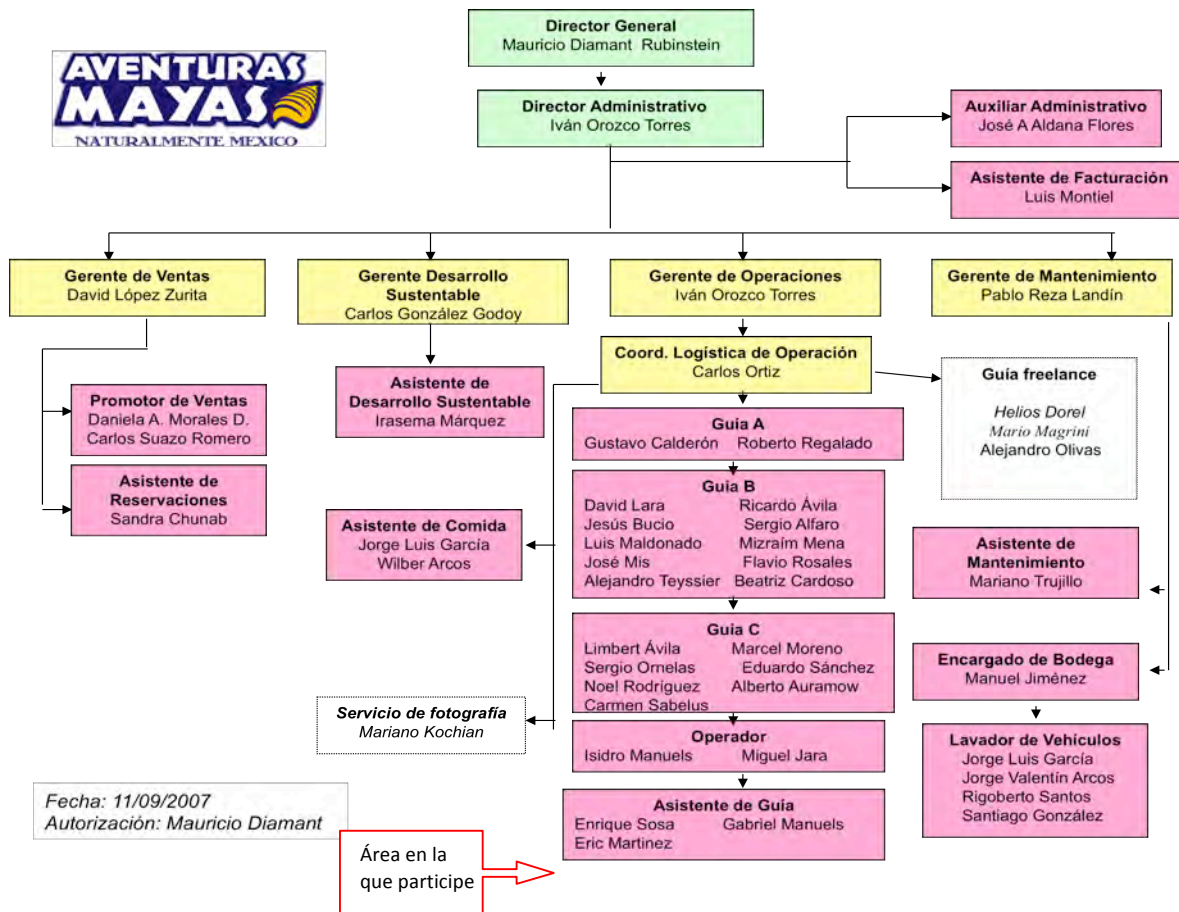 AVENTURAS
MAYAS
NATURALMENTE MEXICO
Director General
Mauricio Diamant Rubinstein
Director Administrativo
Iván Orozco Torres
Auxiliar Administrativo
José A Aldana Flores
Asistente de Facturación
Luis Montiel
Gerente de Ventas
David López Zurita
Gerente Desarrollo
Sustentable
Carlos González Godoy
Gerente de Operaciones
Iván Orozco Torres
Gerente de Mantenimiento
Pablo Reza Landín
Coord. Logística de Operación
Carlos Ortiz
Guía freelance
Helios Dorel
Mario Magrini
Alejandro Olivas
Promotor de Ventas
Daniela A. Morales D.
Carlos Suazo Romero
Asistente de
Reservaciones
Sandra Chunab
Asistente de
Desarrollo Sustentable
Irasema Márquez
Guía A
Gustavo Calderón Roberto Regalado
Guía B
David Lara Ricardo Ávila
Jesús Bucio Sergio Alfaro
Luis Maldonado Mizraím Mena
José Mis Flavio Rosales
Alejandro Teyssier Beatriz Cardoso
Asistente de Comida
Jorge Luis García
Wilber Arcos
Asistente de
Mantenimiento
Mariano Trujillo
Guía C
Limbert Ávila Marcel Moreno
Sergio Ornelas Eduardo Sánchez
Noel Rodríguez Alberto Auramow
Carmen Sabelus
Encargado de Bodega
Manuel Jiménez
Servicio de fotografía
Mariano Kochian
Operador
Isidro Manuels Miguel Jara
Lavador de Vehículos
Jorge Luis García
Jorge Valentín Arcos
Rigoberto Santos
Santiago González
Asistente de Guía
Enrique Sosa Gabriel Manuels
Eric Martinez
Fecha: 11/09/2007
Autorización: Mauricio Diamant
Área en la
que participe